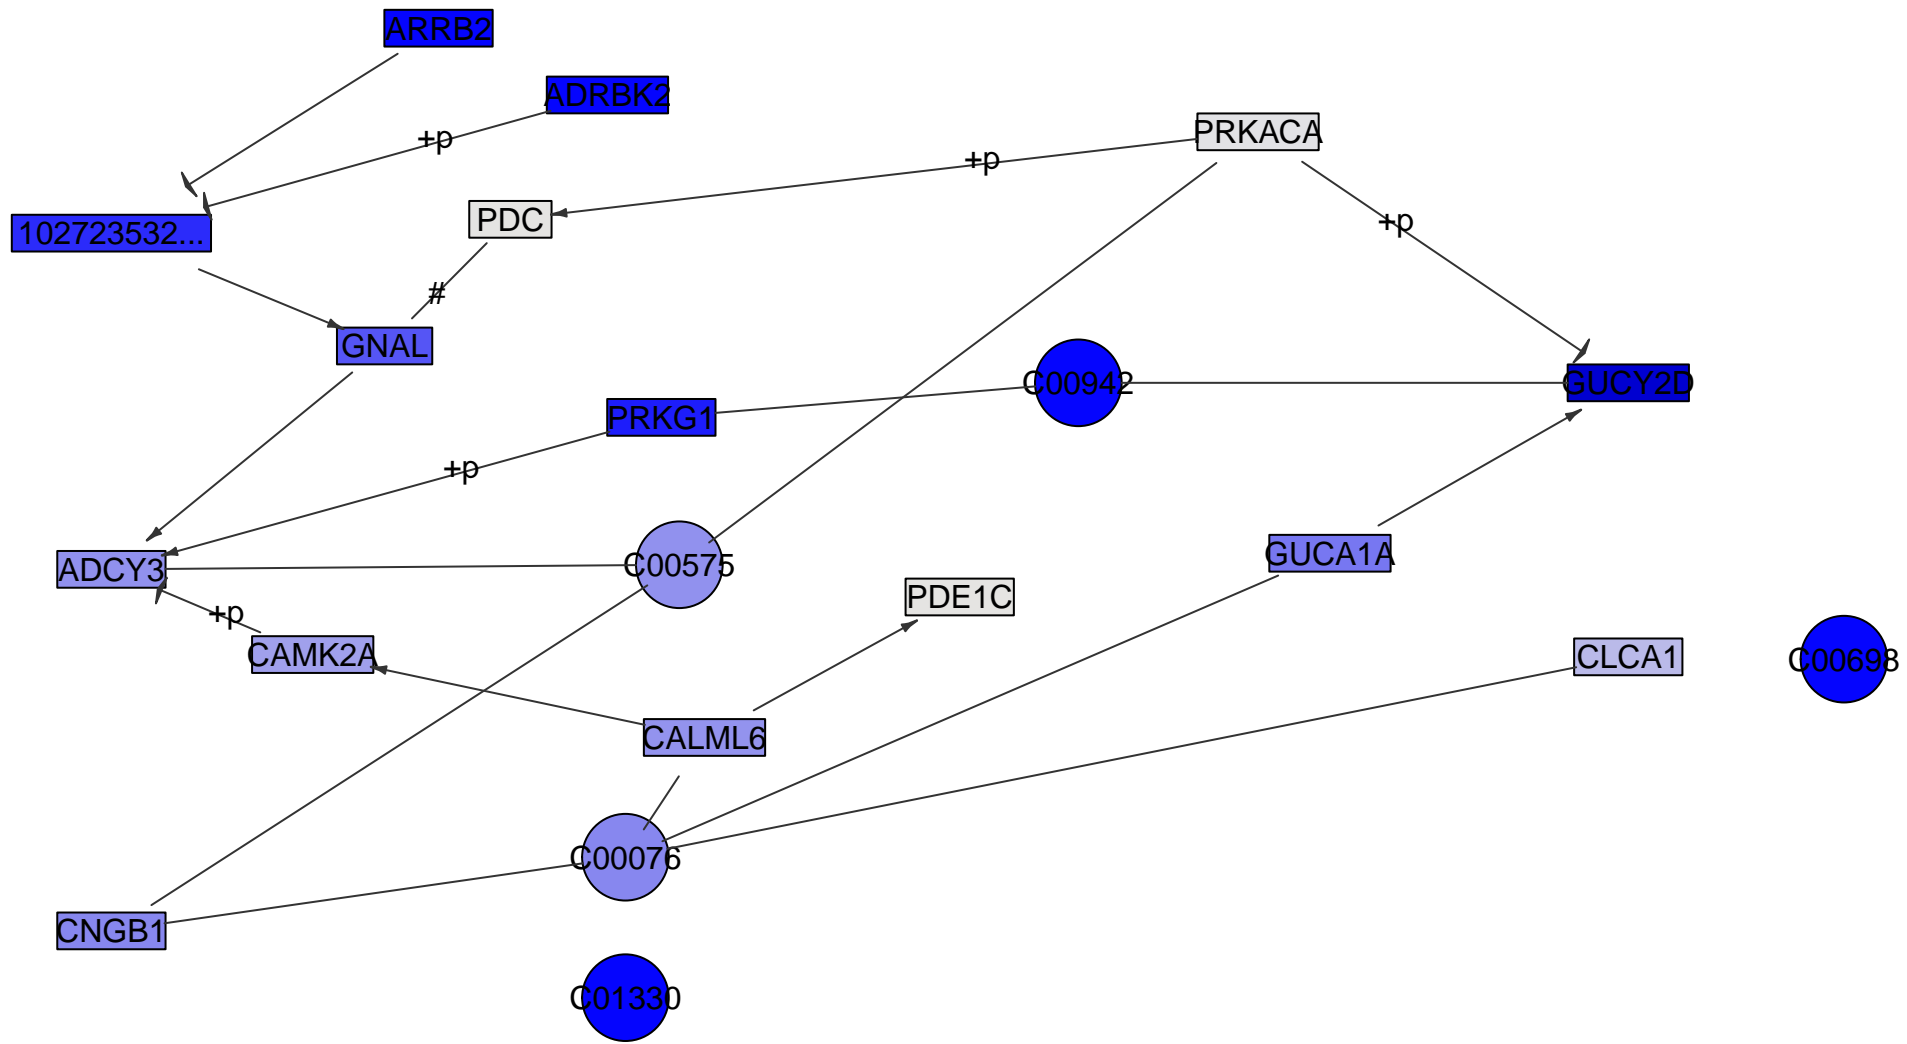 ARRB2
ADRBK2
PRKACA
+p
+p
PDC
+p
102723532...
#
GNAL
C00942
GUCY2D
PRKG1
+p
GUCA1A
ADCY3
C00575
PDE1C
+p
CAMK2A
CLCA1
C00698
CALML6
C00076
CNGB1
C01330